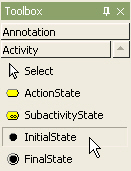 Toolbox
Annotation
Activity
Select
ActionState
SubactivityState
InitialState
FinalState